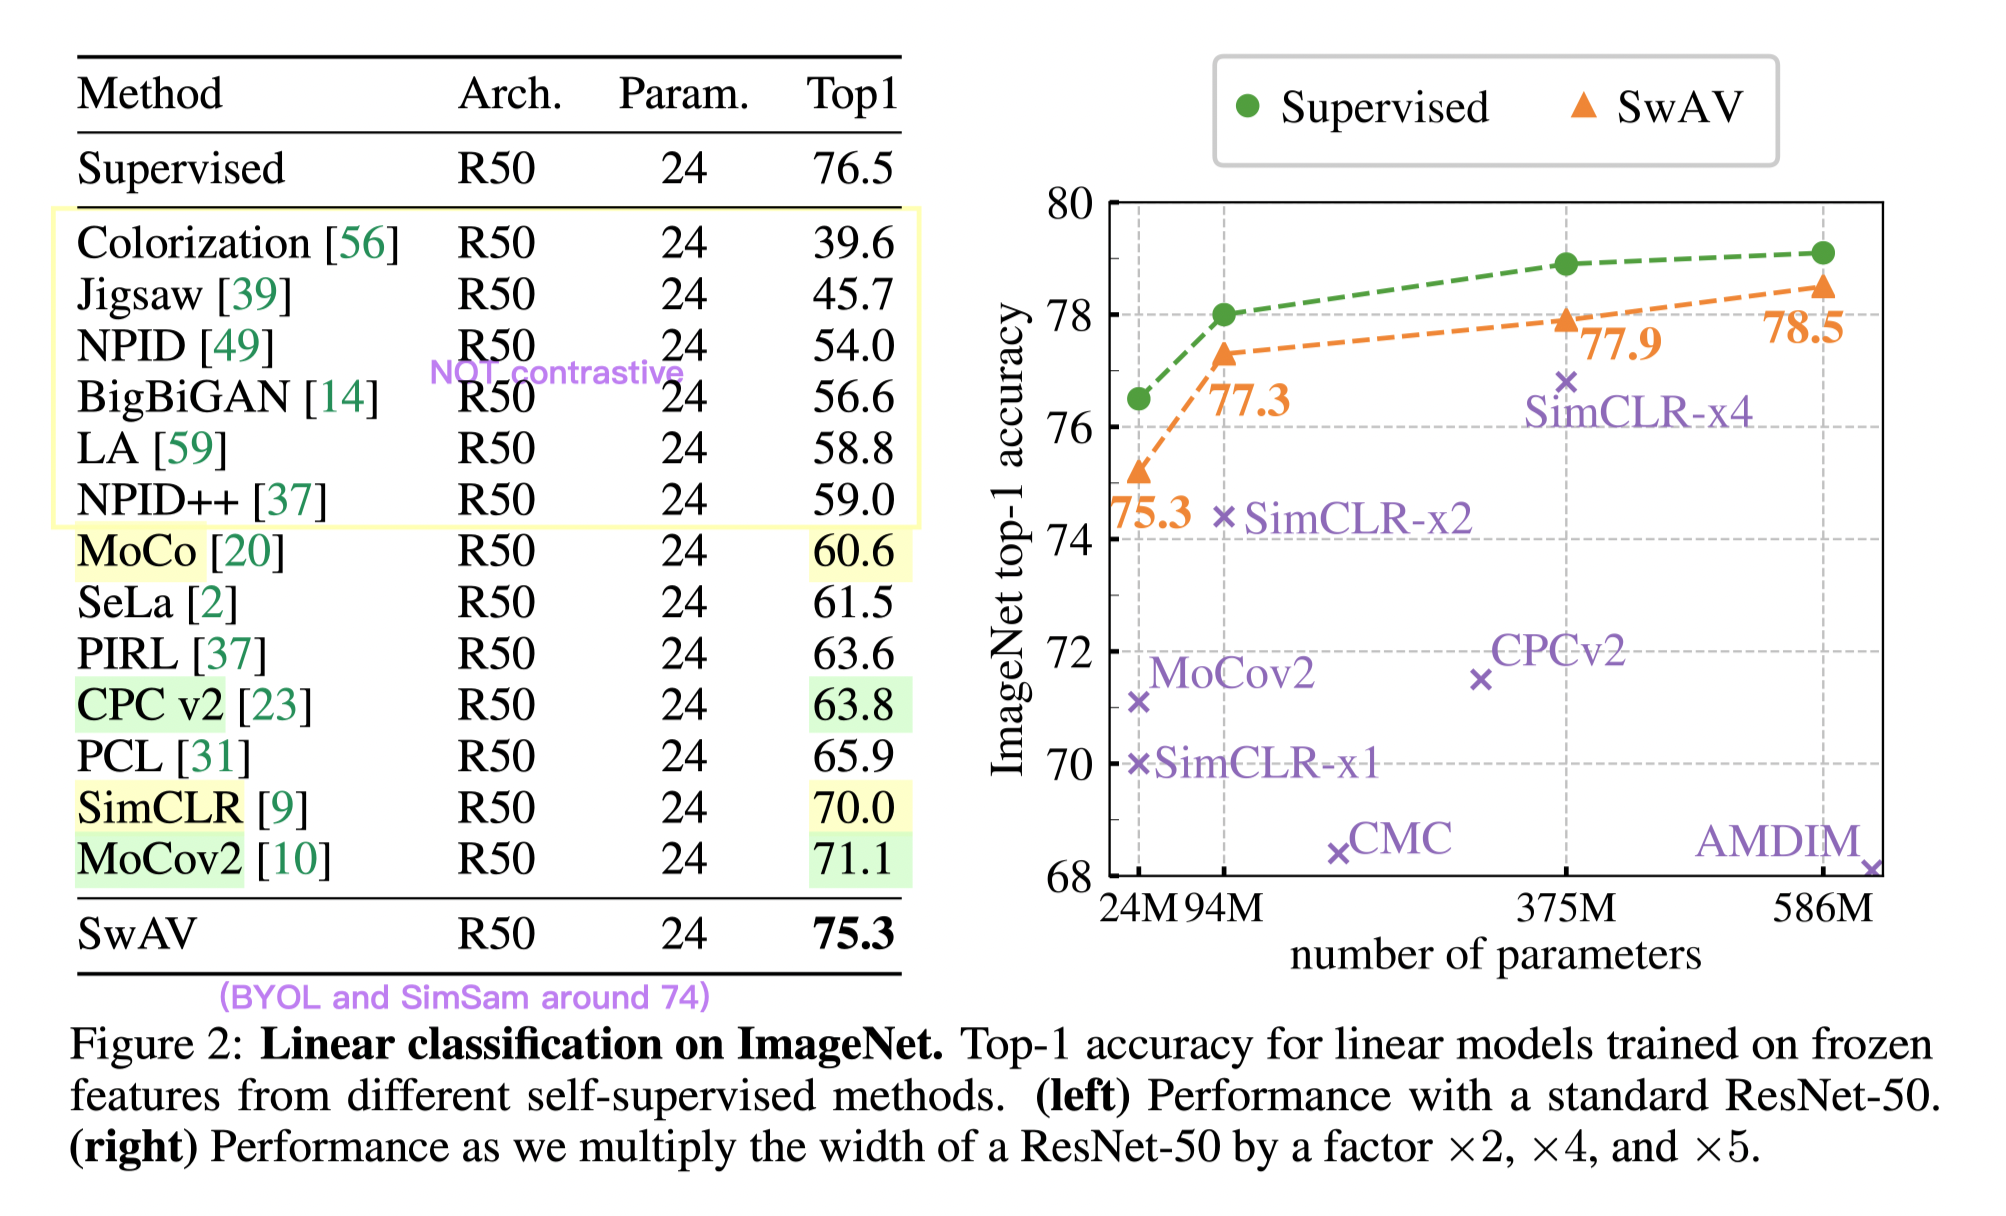 Method Arch. Param. Top1
Supervised R50 24 76.5
Colorization [56] R50 24 39.6
Jigsaw [39] R50 24 45.7
NPID [49] R50 24 54.0
NOT contrastive
BigBiGAN [14] R50 24 56.6
LA [59] R50 24 58.8
NPID++ [37] R50 24 59.0
MoCo [20] R50 24 60.6
SeLa [2] R50 24 61.5
PIRL [37] R50 24 63.6
CPC v2 [23] R50 24 63.8
PCL [31] R50 24 65.9
SimCLR [9] R50 24 70.0
MoCov2 [10] R50 24 71.1
SwAV R50 24 75.3
(BYOL and SimSam around 74)
Supervised SwAV
ImageNet top-1 accuracy
80
78
76
74
72
70
68
78.5
77.9
77.3
SimCLR-x4
75.3
SimCLR-x2
CPCv2
MoCov2
SimCLR-x1
CMC
AMDIM
24M 94M 375M 586M
number of parameters
Figure 2: Linear classification on ImageNet. Top-1 accuracy for linear models trained on frozen
features from different self-supervised methods. (left) Performance with a standard ResNet-50.
(right) Performance as we multiply the width of a ResNet-50 by a factor ×2, ×4, and ×5.